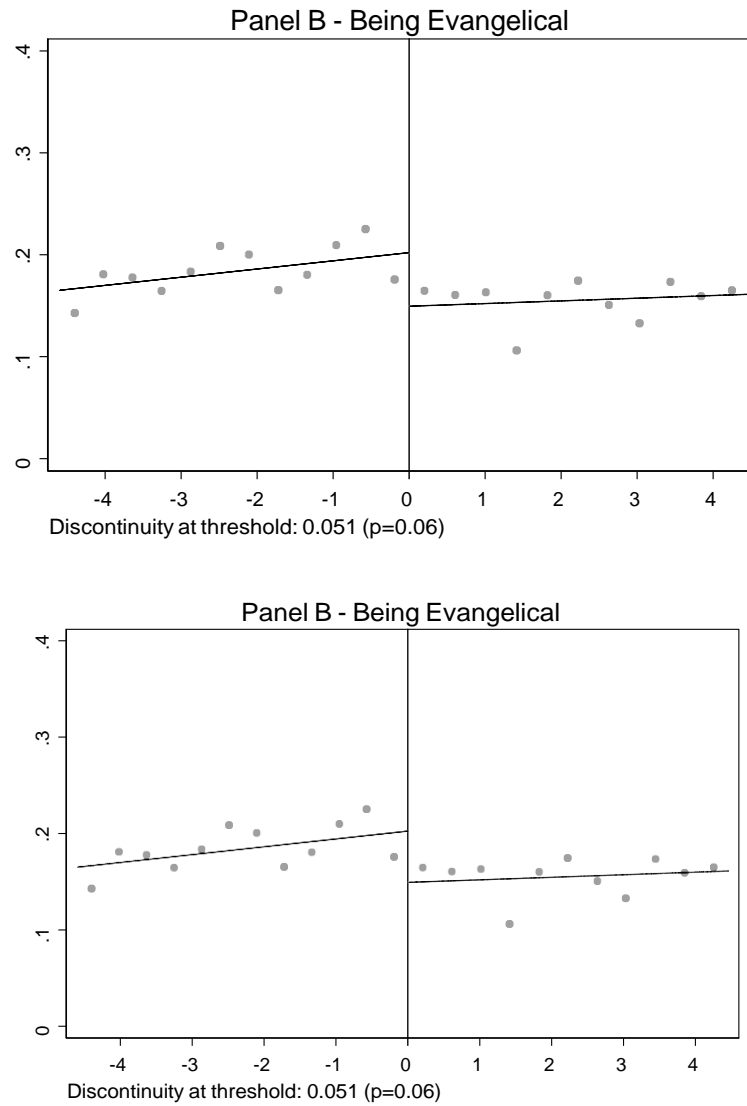 Panel B - Being Evangelical
.4
.3
.2
.1
0
-4 -3 -2 -1 0 1 2 3 4
Discontinuity at threshold: 0.051 (p=0.06)
Panel B - Being Evangelical
.4
.3
.2
.1
0
-4 -3 -2 -1 0 1 2 3 4
Discontinuity at threshold: 0.051 (p=0.06)